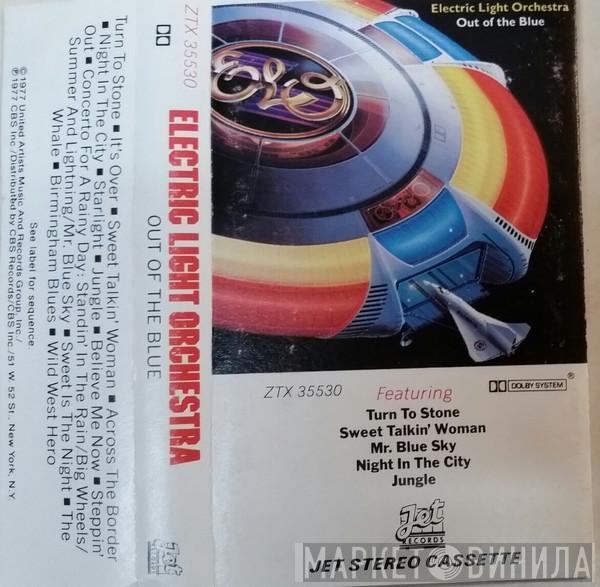 Turn To Stone ■ It's Over ■ Sweet Talkin' Woman ■ Across The Border
■ Night In The City ■ Starlight ■ Jungle ■ Believe Me Now ■ Steppin'
Out ■ Concerto For A Rainy Day: Standin' In The Rain/Big Wheels/
Summer And Lightning/Mr. Blue Sky ■ Sweet Is The Night ■ The
Whale ■ Birmingham Blues ■ Wild West Hero
See label for sequence.
©1977 United Artists Music And Records Group, Inc./
℗1977 CBS Inc./Distributed by CBS Records/CBS Inc./51 W. 52 St., New York, N.Y.
ZTX 35530
ELECTRIC LIGHT ORCHESTRA
OUT OF THE BLUE
Jet
RECORDS
Electric Light Orchestra
Out of the Blue
ELO
ZTX 35530
Featuring
DOLBY SYSTEM®
Turn To Stone
Sweet Talkin' Woman
Mr. Blue Sky
Night In The City
Jungle
Jet
RECORDS
JET STEREO CASSETTE
МАРКЕТ ВИНИЛА